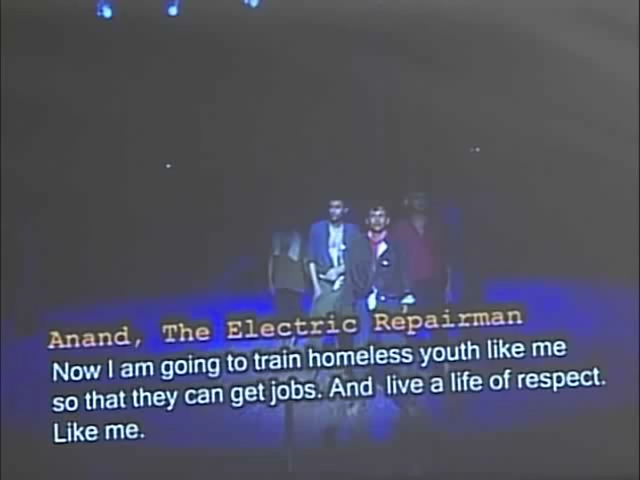 Anand, The Electric Repairman
Now I am going to train homeless youth like me
so that they can get jobs. And live a life of respect.
Like me.